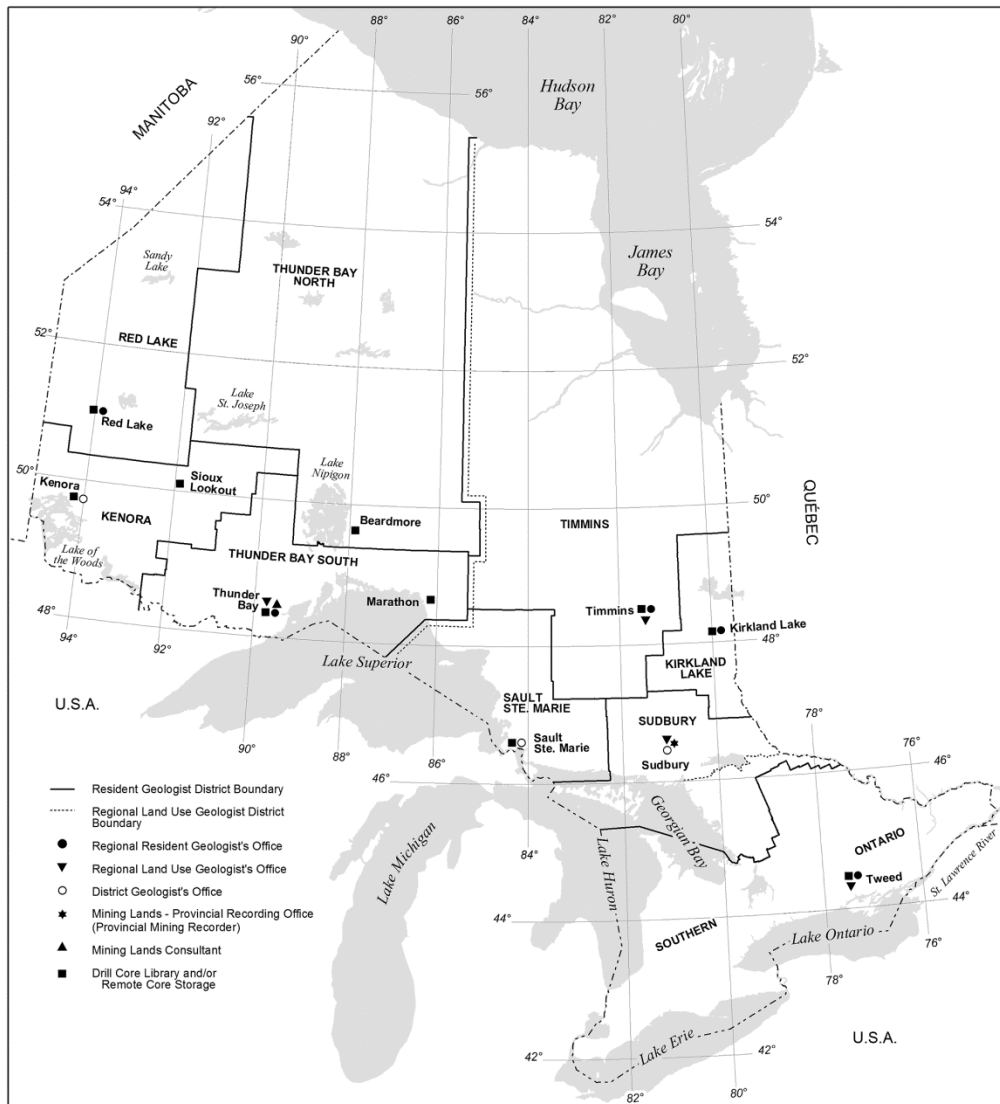 88°
86°
84°
82°
80°
90°
56°
56°
Hudson
Bay
MANITOBA
92°
94°
54°
54°
Sandy
Lake
THUNDER BAY
NORTH
James
Bay
52°
RED LAKE
52°
Lake
St. Joseph
Red Lake
50°
Kenora
Sioux
Lookout
Lake
Nipigon
50°
QUÉBEC
KENORA
Beardmore
TIMMINS
Lake of
the Woods
THUNDER BAY SOUTH
Thunder
Bay
Marathon
Timmins
Kirkland Lake
48°
48°
94°
92°
Lake Superior
KIRKLAND
LAKE
U.S.A.
SAULT
STE. MARIE
SUDBURY
78°
90°
88°
86°
Sault
Ste. Marie
Sudbury
76°
46°
46°
Resident Geologist District Boundary
Regional Land Use Geologist District
Boundary
Regional Resident Geologist's Office
Regional Land Use Geologist's Office
District Geologist's Office
Mining Lands - Provincial Recording Office
(Provincial Mining Recorder)
Mining Lands Consultant
Drill Core Library and/or
Remote Core Storage
Lake Michigan
84°
Lake Huron
Georgian Bay
ONTARIO
Tweed
St. Lawrence River
44°
44°
SOUTHERN
Lake Ontario
76°
78°
Lake Erie
U.S.A.
42°
42°
82°
80°